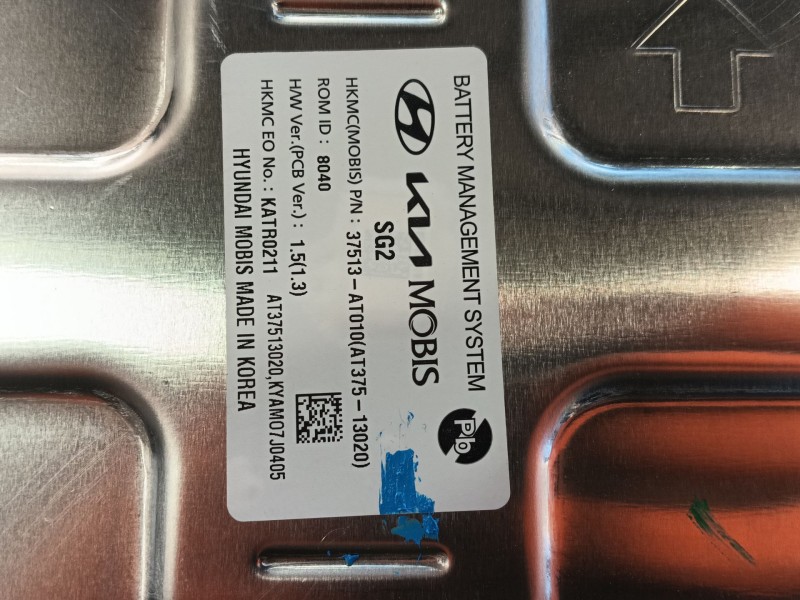 BATTERY MANAGEMENT SYSTEM
KIA MOBIS
SG2
Pb
HKMC(MOBIS) P/N : 37513-AT010(AT375-13020)
ROM ID : 8040
H/W Ver.(PCB Ver.) : 1.5(1.3)
HKMC EO No. : KATR0211 AT37513020,KYAM07J0405
HYUNDAI MOBIS MADE IN KOREA